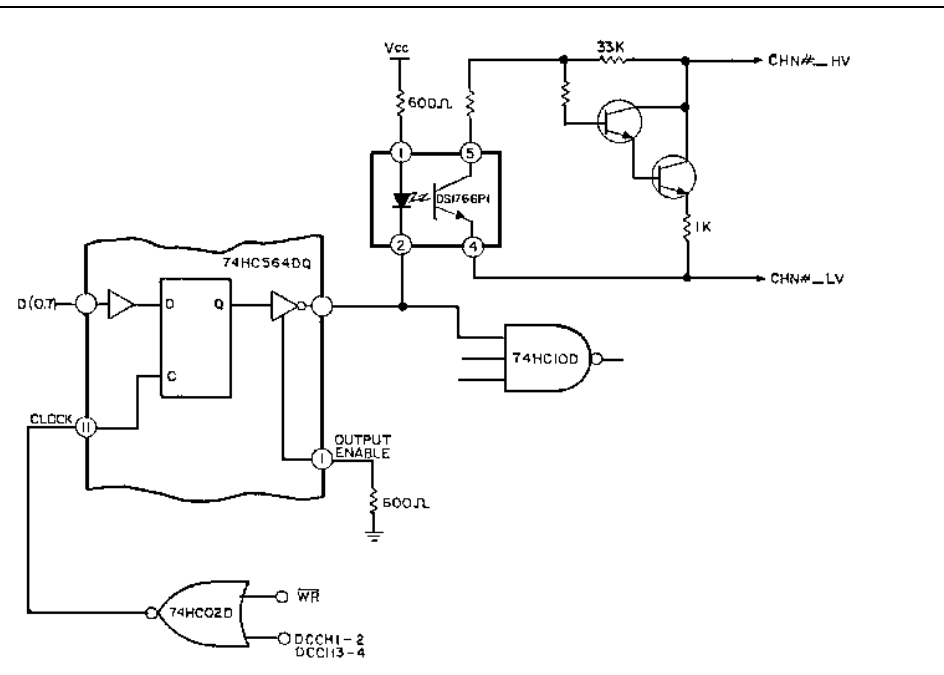 Vcc
33K
CHN#_HV
600Ω
1
5
DS1766P1
2
4
1K
74HC564DQ
CHN#_LV
D(0.7)
D
Q
74HC10D
C
CLOCK
11
OUTPUT
ENABLE
1
600Ω
74HC02D
WR
DCCH1-2
DCCH3-4